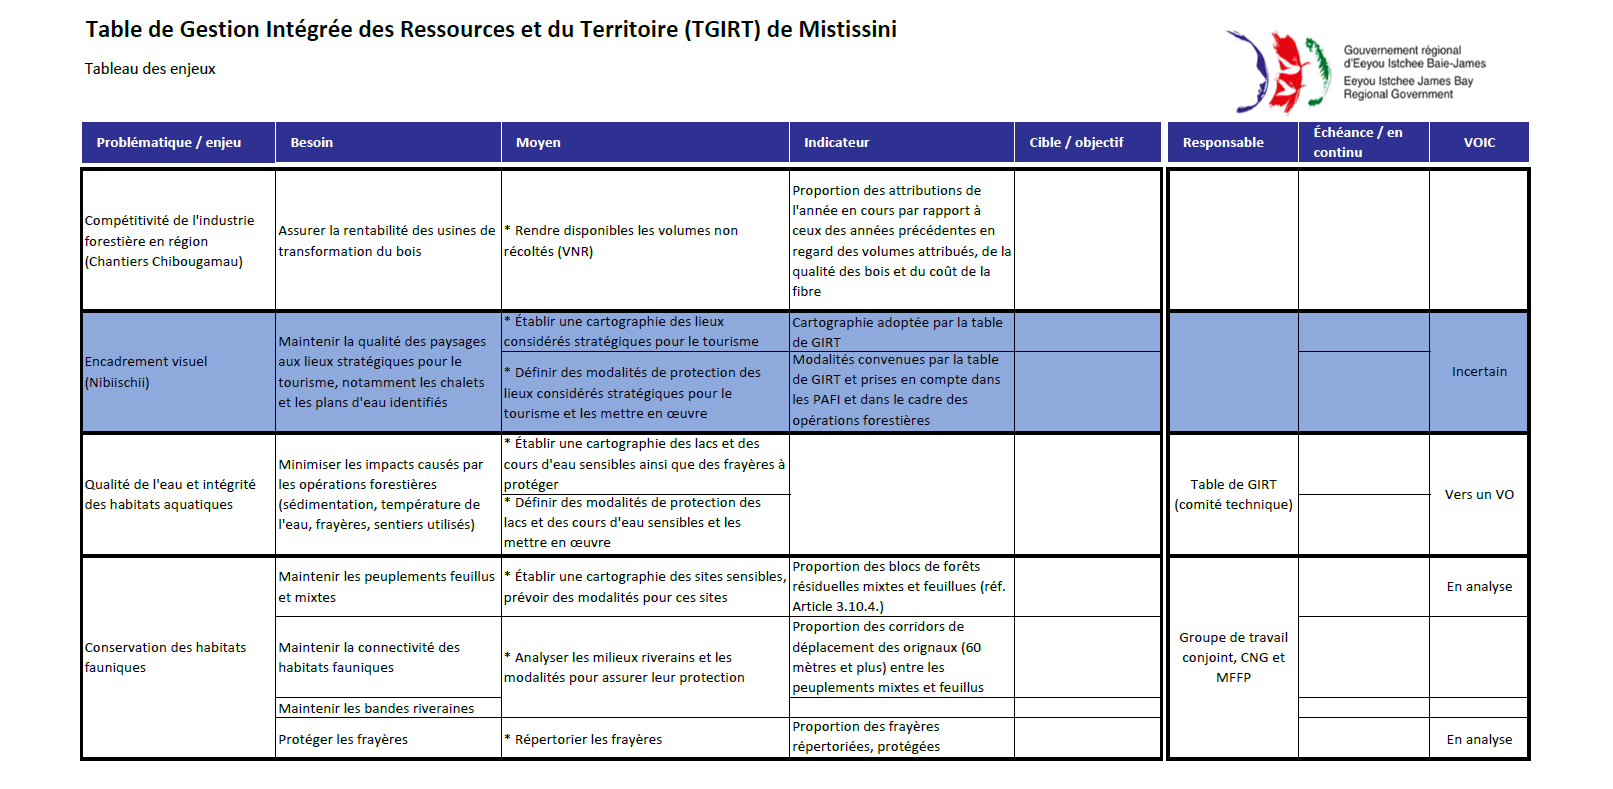 Table de Gestion Intégrée des Ressources et du Territoire (TGIRT) de Mistissini
Tableau des enjeux
Gouvernement régional
d'Eeyou Istchee Baie-James
Eeyou Istchee James Bay
Regional Government
Problématique / enjeu
Besoin
Moyen
Indicateur
Cible / objectif
Responsable
Échéance / en
continu
VOIC
Compétitivité de l'industrie
forestière en région
(Chantiers Chibougamau)
Assurer la rentabilité des usines de
transformation du bois
* Rendre disponibles les volumes non
récoltés (VNR)
Proportion des attributions de
l'année en cours par rapport à
ceux des années précédentes en
regard des volumes attribués, de la
qualité des bois et du coût de la
fibre
Encadrement visuel
(Nibiischii)
Maintenir la qualité des paysages
aux lieux stratégiques pour le
tourisme, notamment les chalets
et les plans d'eau identifiés
* Établir une cartographie des lieux
considérés stratégiques pour le tourisme
Cartographie adoptée par la table
de GIRT
* Définir des modalités de protection des
lieux considérés stratégiques pour le
tourisme et les mettre en œuvre
Modalités convenues par la table
de GIRT et prises en compte dans
les PAFI et dans le cadre des
opérations forestières
Incertain
Qualité de l'eau et intégrité
des habitats aquatiques
Minimiser les impacts causés par
les opérations forestières
(sédimentation, température de
l'eau, frayères, sentiers utilisés)
* Établir une cartographie des lacs et des
cours d'eau sensibles ainsi que des frayères à
protéger
* Définir des modalités de protection des
lacs et des cours d'eau sensibles et les
mettre en œuvre
Table de GIRT
(comité technique)
Vers un VO
Conservation des habitats
fauniques
Maintenir les peuplements feuillus
et mixtes
* Établir une cartographie des sites sensibles,
prévoir des modalités pour ces sites
Proportion des blocs de forêts
résiduelles mixtes et feuillues (réf.
Article 3.10.4.)
Groupe de travail
conjoint, CNG et
MFFP
En analyse
Maintenir la connectivité des
habitats fauniques
* Analyser les milieux riverains et les
modalités pour assurer leur protection
Proportion des corridors de
déplacement des orignaux (60
mètres et plus) entre les
peuplements mixtes et feuillus
Maintenir les bandes riveraines
Protéger les frayères
* Répertorier les frayères
Proportion des frayères
répertoriées, protégées
En analyse